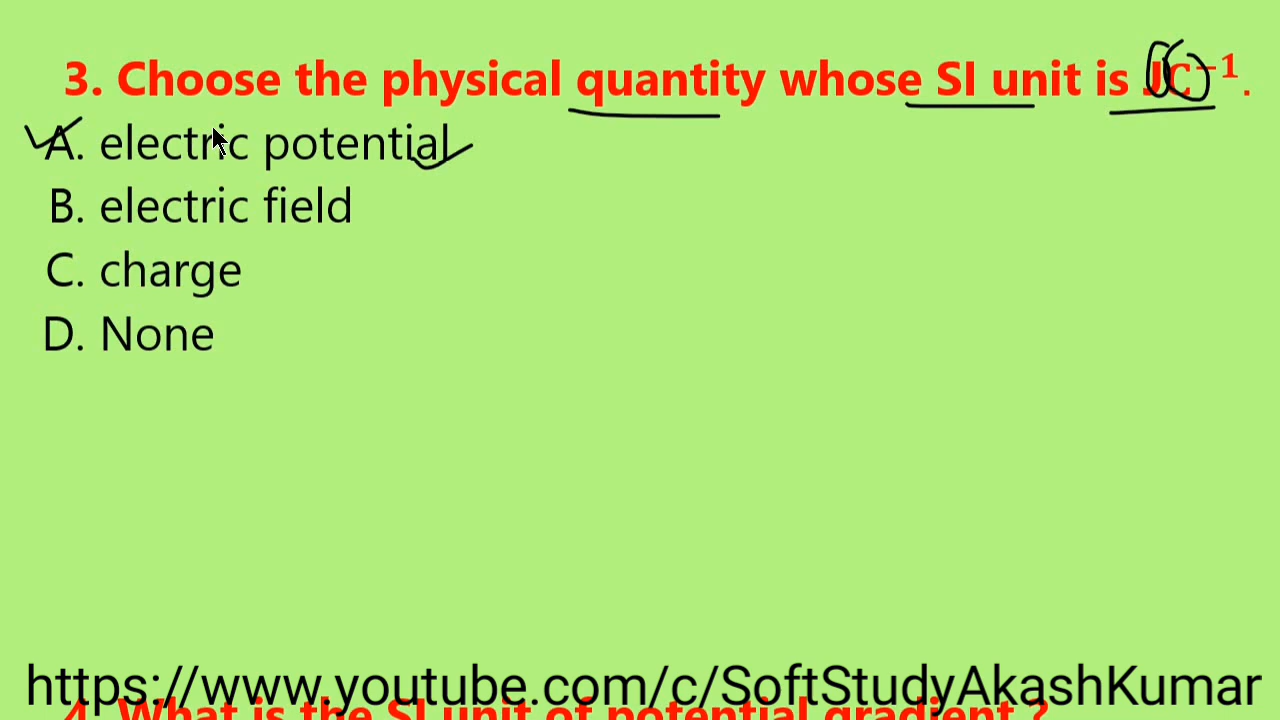 3. Choose the physical quantity whose SI unit is JC⁻¹.
A. electric potential
B. electric field
C. charge
D. None
https://www.youtube.com/c/SoftStudyAkashKumar
4. What is the SI unit of potential gradient ?